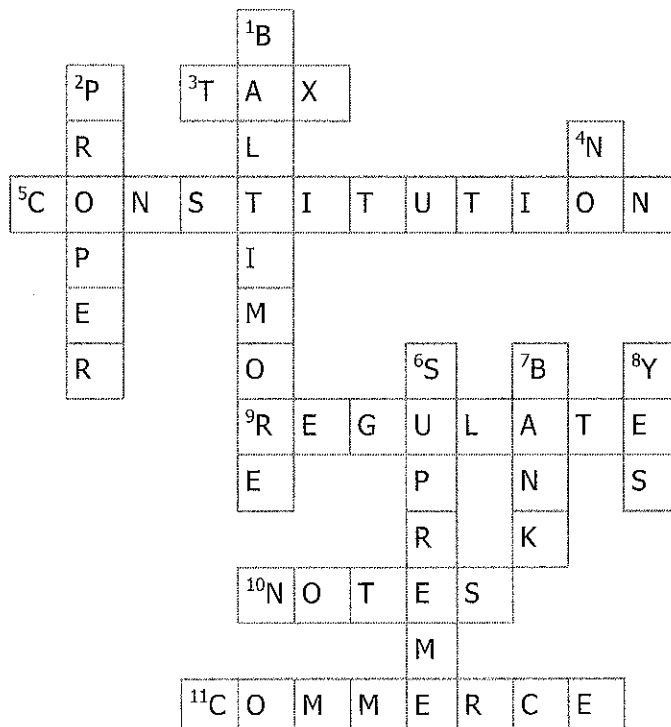 ¹B
²P ³T A X
R L ⁴N
⁵C O N S T I T U T I O N
P I
E M
R O ⁶S ⁷B ⁸Y
⁹R E G U L A T E
E P N S
R K
¹⁰N O T E S
M
¹¹C O M M E R C E